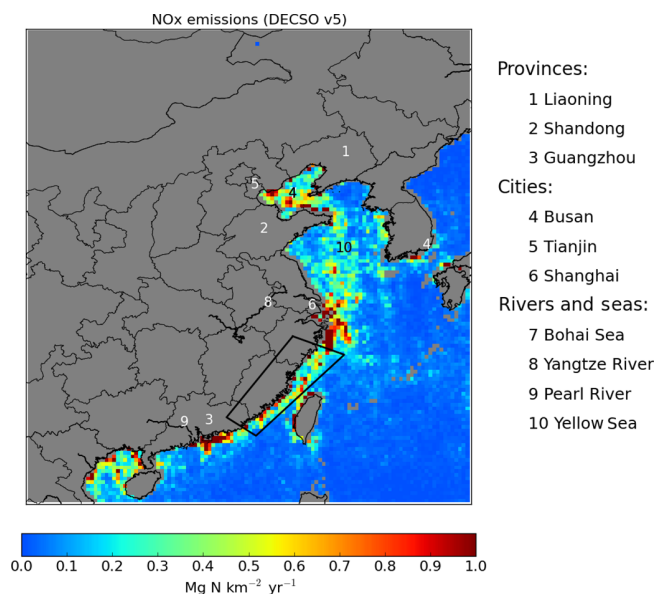 NOx emissions (DECSO v5)
Provinces:
1 Liaoning
2 Shandong
3 Guangzhou
Cities:
4 Busan
5 Tianjin
6 Shanghai
Rivers and seas:
7 Bohai Sea
8 Yangtze River
9 Pearl River
10 Yellow Sea
1
5
4
2
10
4
8
6
9
3
0.0 0.1 0.2 0.3 0.4 0.5 0.6 0.7 0.8 0.9 1.0
Mg N km⁻² yr⁻¹